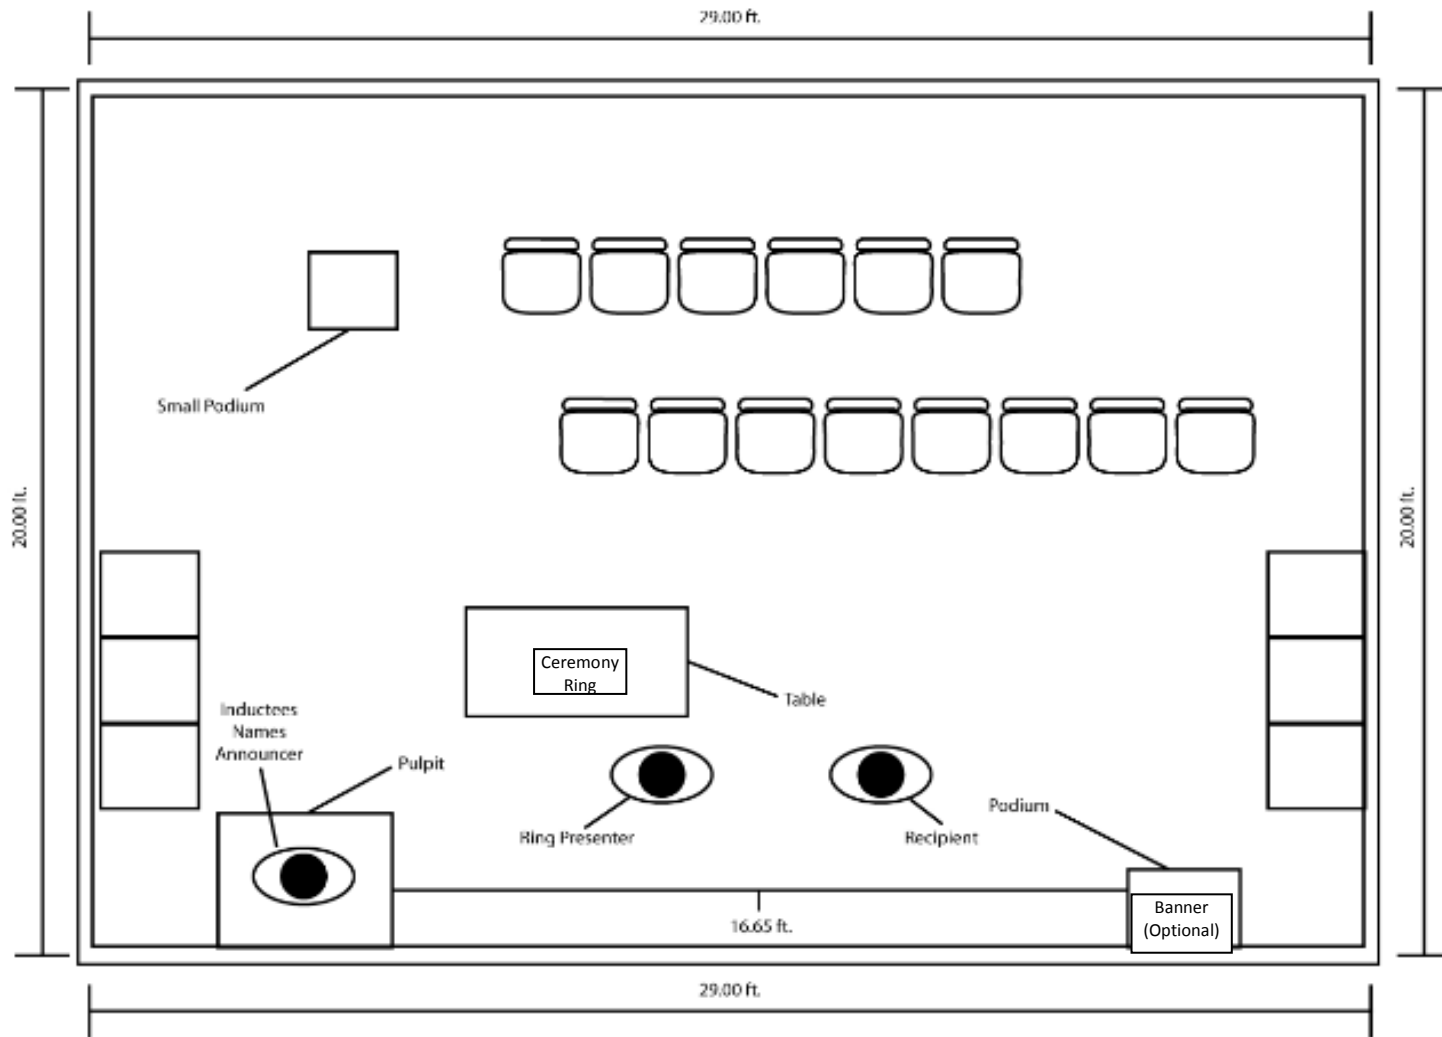 29.00 ft.
Small Podium
20.00 ft.
20.00 ft.
Ceremony
Ring
Table
Inductees
Names
Announcer
Pulpit
Ring Presenter
Recipient
Podium
Banner
(Optional)
16.65 ft.
29.00 ft.